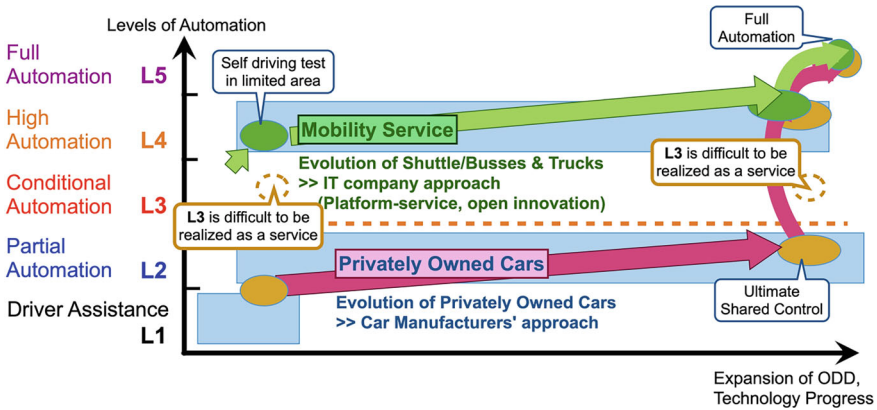 Levels of Automation
Full
Automation L5
High
Automation L4
Conditional
Automation L3
Partial
Automation L2
Driver Assistance
L1
Self driving test
in limited area
Full
Automation
Mobility Service
Evolution of Shuttle/Busses & Trucks
>> IT company approach
(Platform-service, open innovation)
L3 is difficult to be
realized as a service
L3 is difficult to be
realized as a service
Privately Owned Cars
Evolution of Privately Owned Cars
>> Car Manufacturers' approach
Ultimate
Shared Control
Expansion of ODD,
Technology Progress